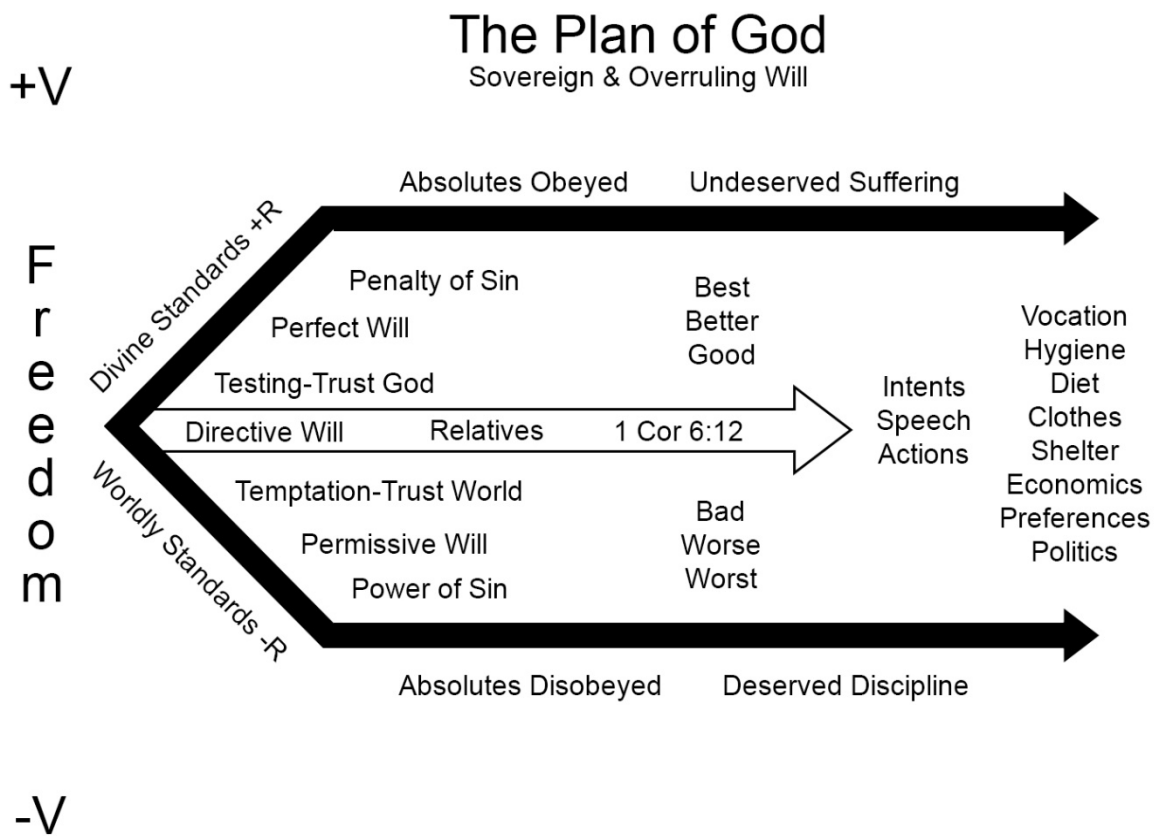 The Plan of God
Sovereign & Overruling Will
+V
Absolutes Obeyed
Undeserved Suffering
Divine Standards +R
Freedom
Penalty of Sin
Perfect Will
Best
Better
Good
Testing-Trust God
Directive Will
Relatives
1 Cor 6:12
Intents
Speech
Actions
Vocation
Hygiene
Diet
Clothes
Shelter
Economics
Preferences
Politics
Worldly Standards -R
Temptation-Trust World
Permissive Will
Power of Sin
Bad
Worse
Worst
Absolutes Disobeyed
Deserved Discipline
-V